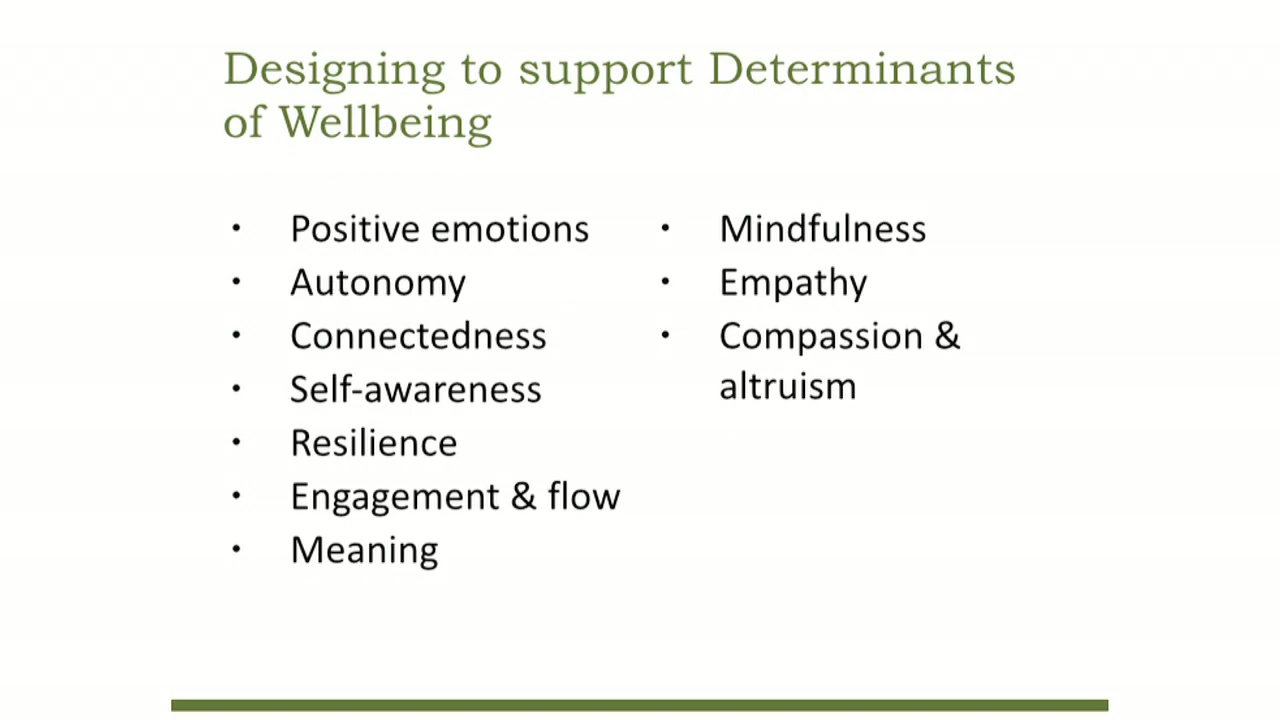 Designing to support Determinants
of Wellbeing
• Positive emotions
• Autonomy
• Connectedness
• Self-awareness
• Resilience
• Engagement & flow
• Meaning
• Mindfulness
• Empathy
• Compassion &
altruism